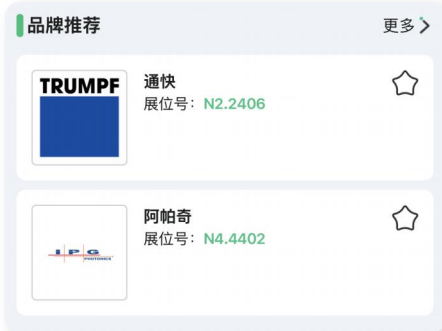 品牌推荐
更多
TRUMPF
通快
展位号：N2.2406
IPG
PHOTONICS
阿帕奇
展位号：N4.4402